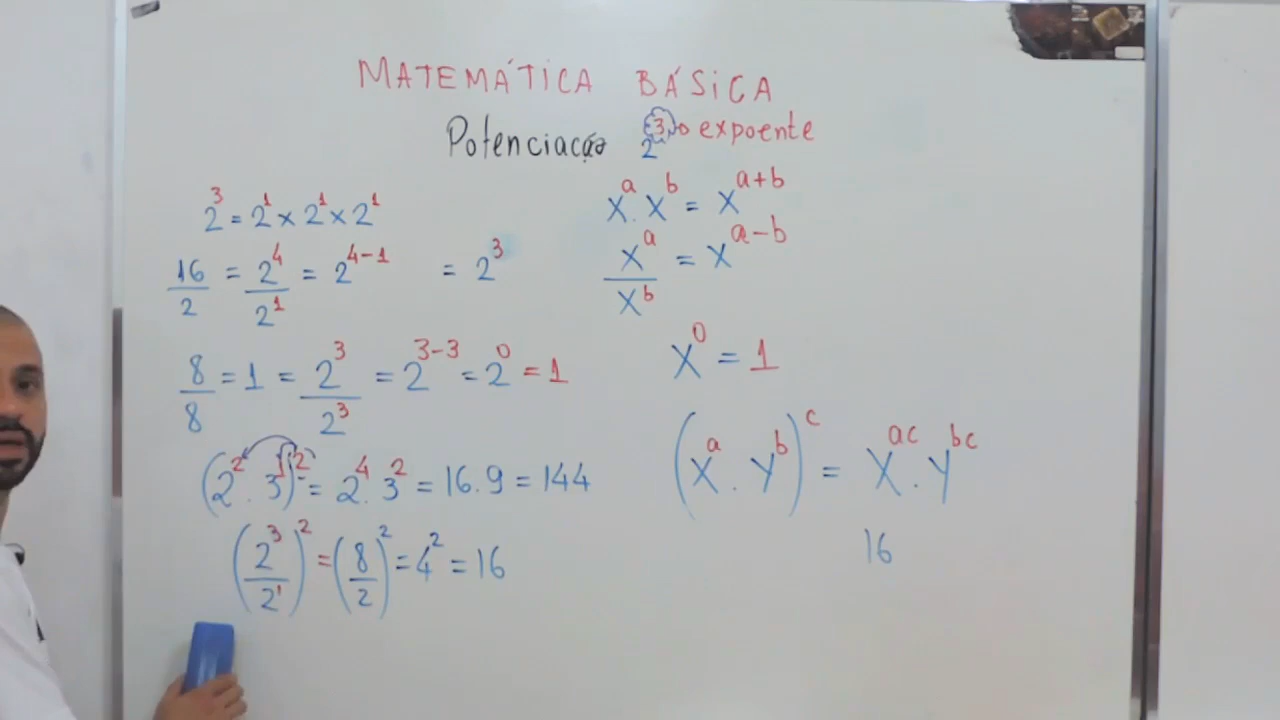 MATEMÁTICA BÁSICA
Potenciação 2³ → expoente
2³ = 2¹ × 2¹ × 2¹
16/2 = 2⁴/2¹ = 2⁴⁻¹ = 2³
8/8 = 1 = 2³/2³ = 2³⁻³ = 2⁰ = 1
(2² . 3¹)² = 2⁴ . 3² = 16 . 9 = 144
(2³/2¹)² = (8/2)² = 4² = 16
xᵃ . xᵇ = xᵃ⁺ᵇ
xᵃ/xᵇ = xᵃ⁻ᵇ
x⁰ = 1
(xᵃ . yᵇ)ᶜ = xᵃᶜ . yᵇᶜ
16